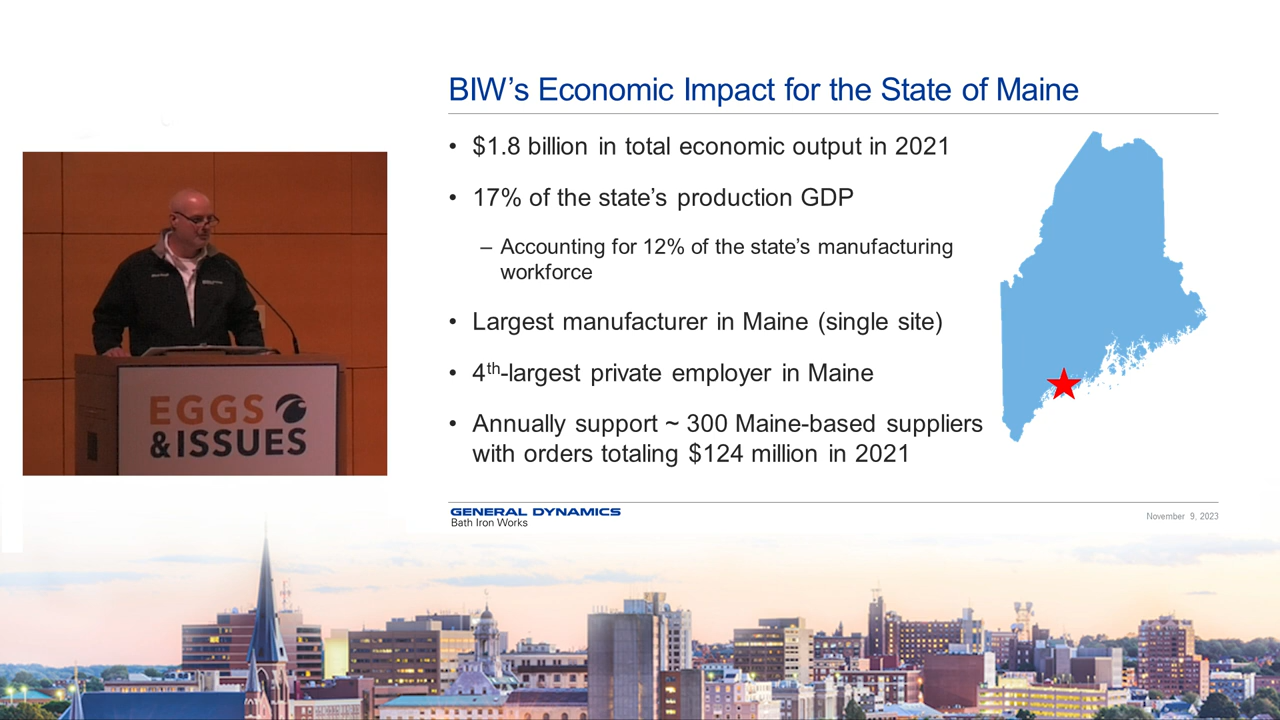 BIW’s Economic Impact for the State of Maine
• $1.8 billion in total economic output in 2021
• 17% of the state’s production GDP
– Accounting for 12% of the state’s manufacturing
workforce
• Largest manufacturer in Maine (single site)
• 4th-largest private employer in Maine
• Annually support ~ 300 Maine-based suppliers
with orders totaling $124 million in 2021
GENERAL DYNAMICS
Bath Iron Works
November 9, 2023
EGGS
&ISSUES